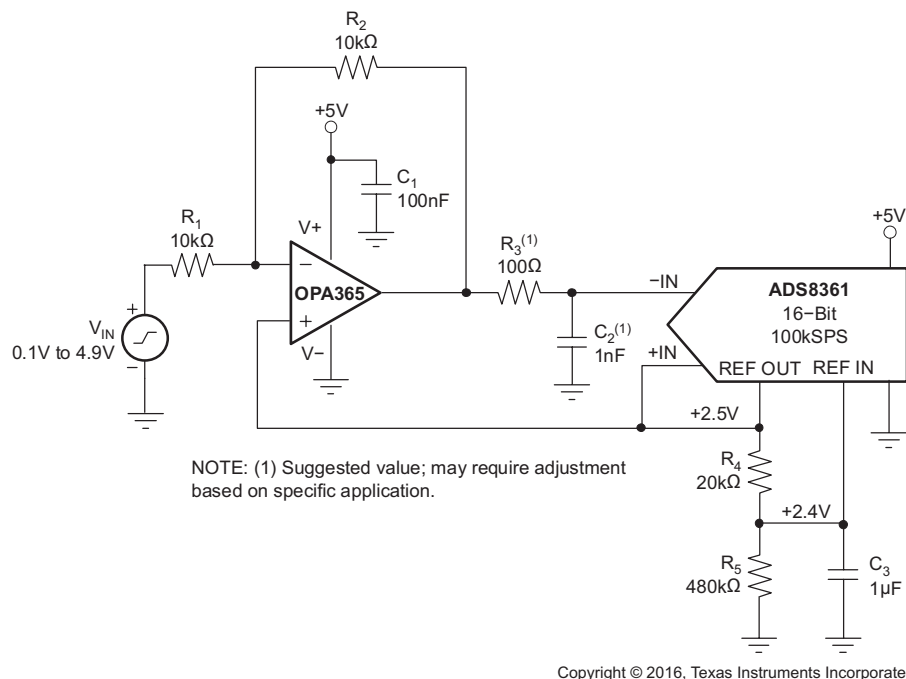 R2
10kΩ
+5V
C1
100nF
R1
10kΩ
V+
−
OPA365
+
V−
+
VIN
0.1V to 4.9V
−
R3(1)
100Ω
C2(1)
1nF
−IN
+IN
+5V
ADS8361
16−Bit
100kSPS
REF OUT REF IN
+2.5V
R4
20kΩ
+2.4V
R5
480kΩ
C3
1µF
NOTE: (1) Suggested value; may require adjustment
based on specific application.
Copyright © 2016, Texas Instruments Incorporate